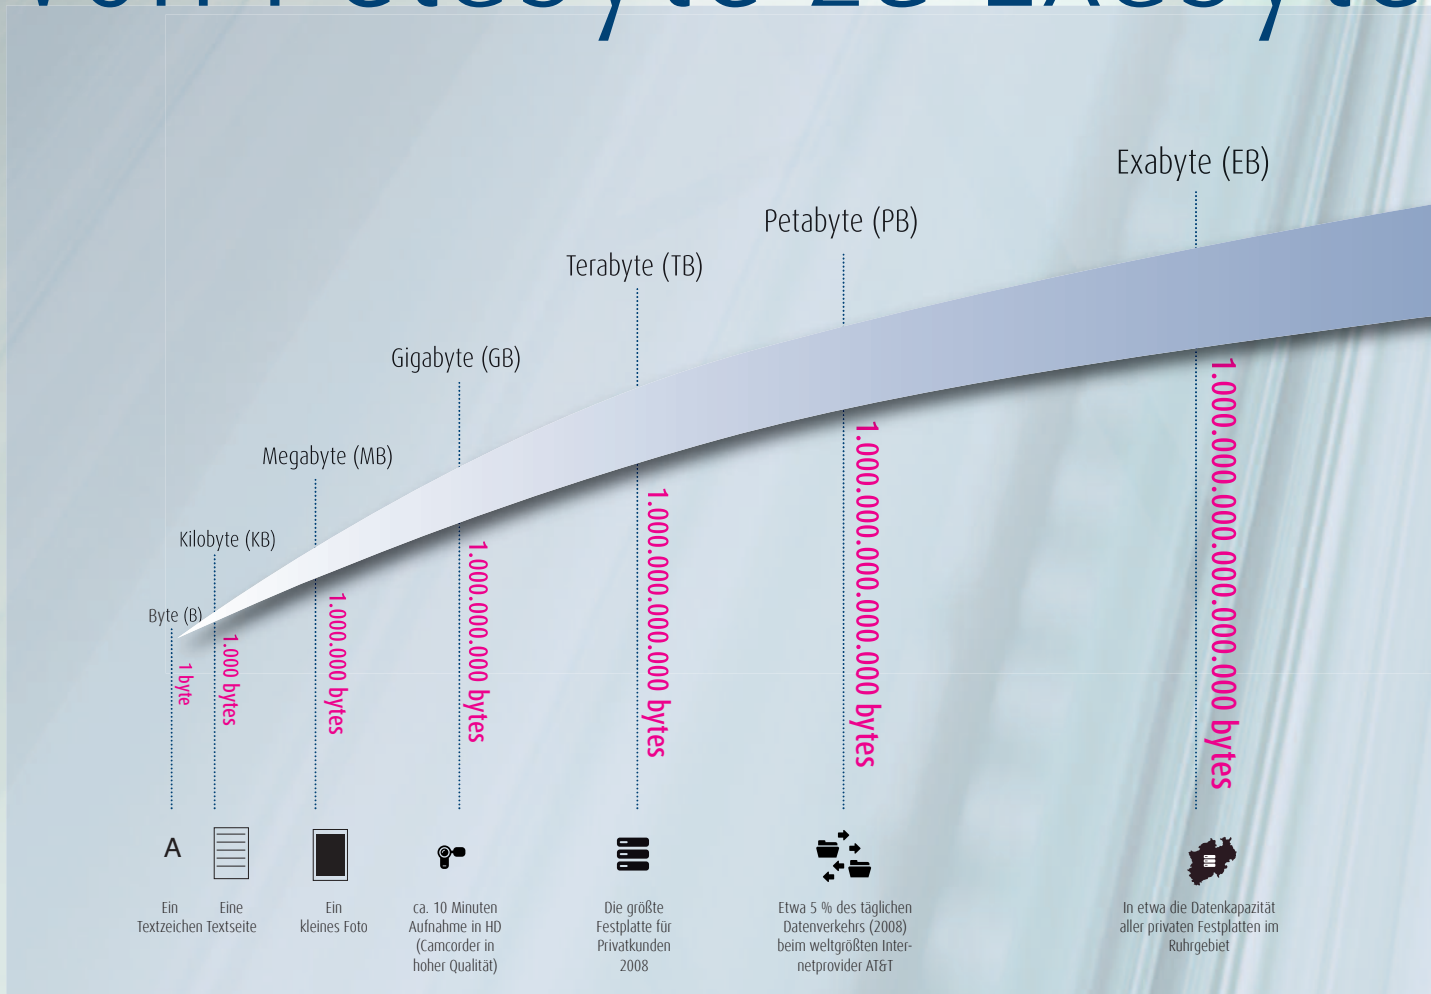 Exabyte (EB)
Petabyte (PB)
Terabyte (TB)
Gigabyte (GB)
Megabyte (MB)
Kilobyte (KB)
Byte (B)
1 byte
1.000 bytes
1.000.000 bytes
1.000.000.000 bytes
1.000.000.000.000 bytes
1.000.000.000.000.000 bytes
1.000.000.000.000.000.000 bytes
A
Ein
Textzeichen
Eine
Textseite
Ein
kleines Foto
ca. 10 Minuten
Aufnahme in HD
(Camcorder in
hoher Qualität)
Die größte
Festplatte für
Privatkunden
2008
Etwa 5 % des täglichen
Datenverkehrs (2008)
beim weltgrößten Inter-
netprovider AT&T
In etwa die Datenkapazität
aller privaten Festplatten im
Ruhrgebiet